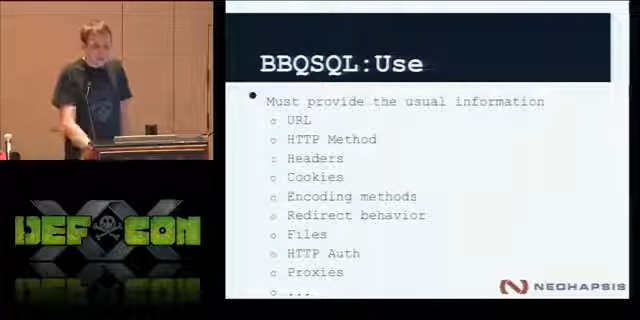 BBQSQL:Use
Must provide the usual information
URL
HTTP Method
Headers
Cookies
Encoding methods
Redirect behavior
Files
HTTP Auth
Proxies
...
DEF CON
XX
NEOHAPSIS